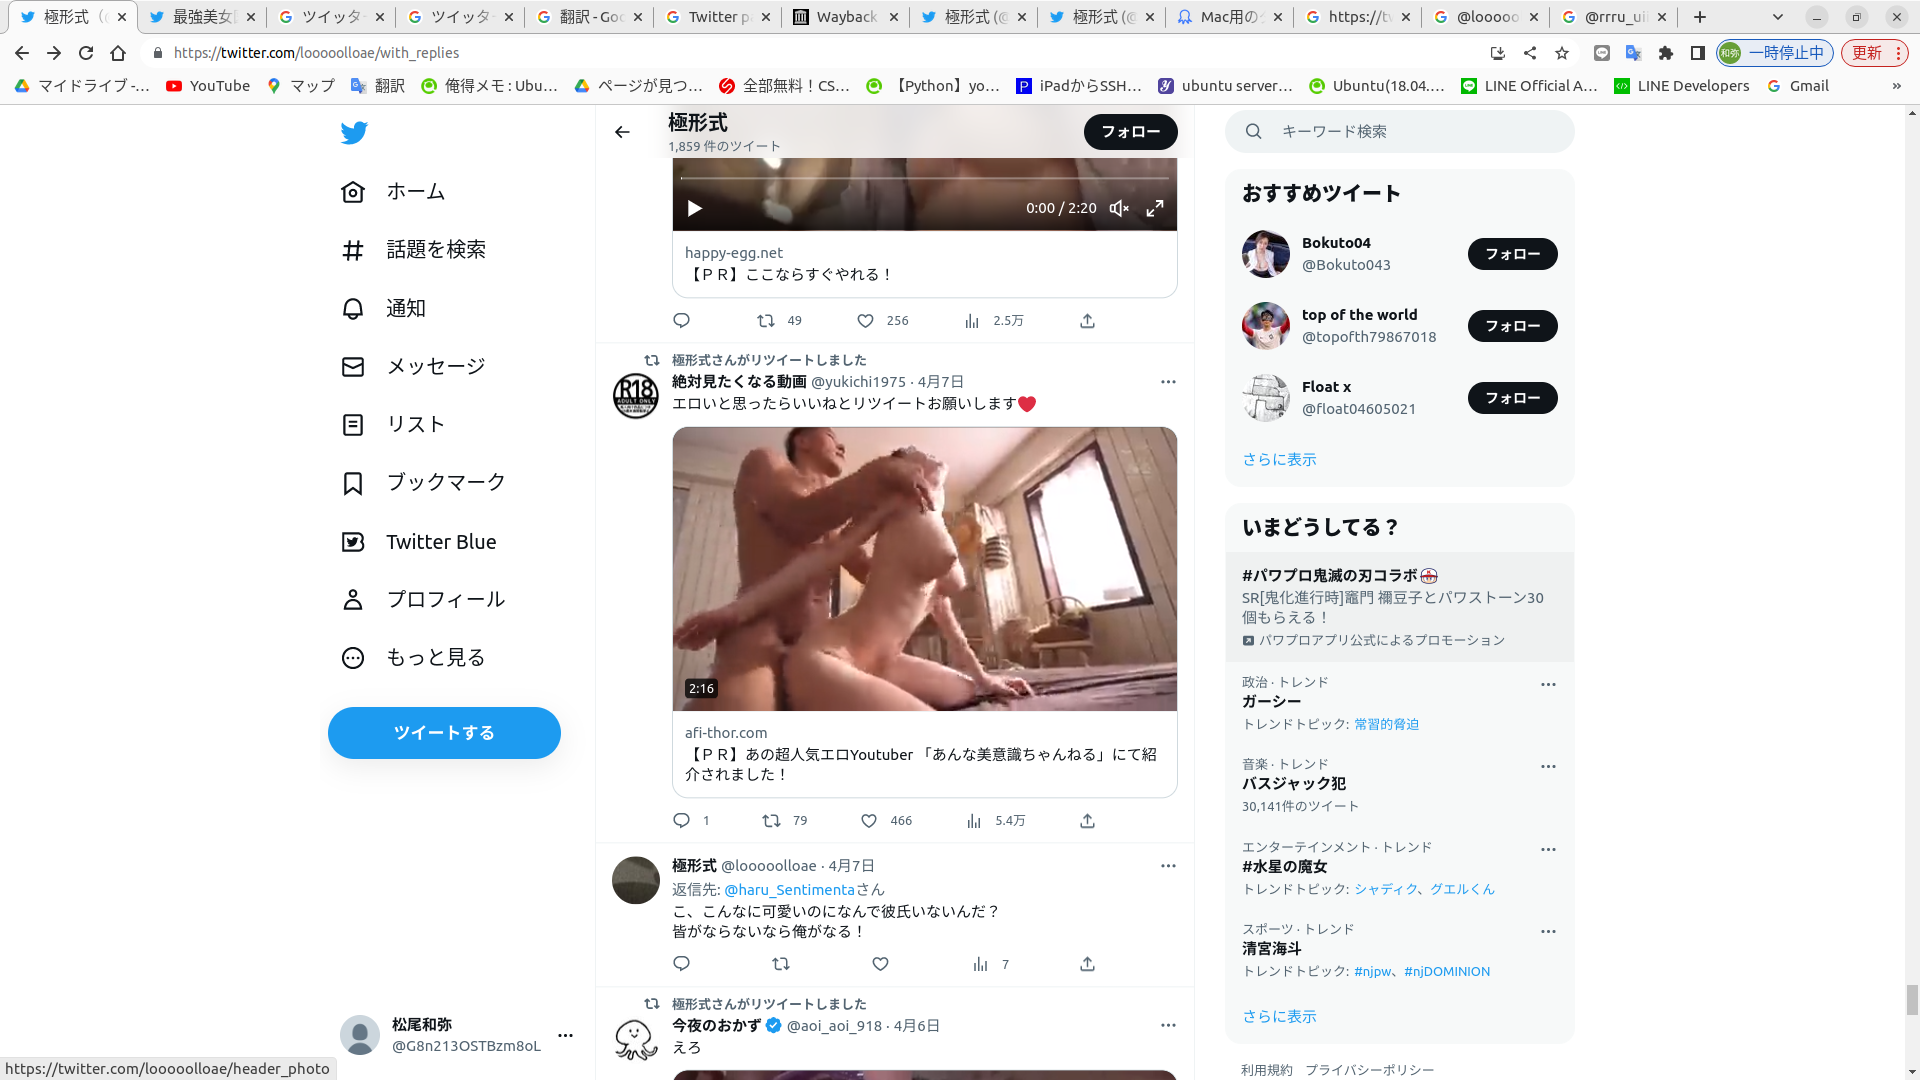 極形式 (@
最強美女図
ツイッター
ツイッター
翻訳 - Goo
Twitter pa
Wayback
極形式 (@
極形式 (@
Mac用のク
https://tw
@looooo
@rrru_uii
https://twitter.com/looooolloae/with_replies
和弥
一時停止中
更新
マイドライブ -...
YouTube
マップ
翻訳
俺得メモ : Ubu...
ページが見つ...
全部無料！CS...
【Python】yo...
iPadからSSH...
ubuntu server...
Ubuntu(18.04....
LINE Official A...
LINE Developers
Gmail
»
ホーム
話題を検索
通知
メッセージ
リスト
ブックマーク
Twitter Blue
プロフィール
もっと見る
ツイートする
松尾和弥
@G8n213OSTBzm8oL
https://twitter.com/looooolloae/header_photo
極形式
1,859 件のツイート
フォロー
0:00 / 2:20
happy-egg.net
【ＰＲ】ここならすぐやれる！
49
256
2.5万
極形式さんがリツイートしました
R18
ADULT ONLY
絶対見たくなる動画 @yukichi1975 · 4月7日
エロいと思ったらいいねとリツイートお願いします❤
2:16
afi-thor.com
【ＰＲ】あの超人気エロYoutuber 「あんな美意識ちゃんねる」にて紹
介されました！
1
79
466
5.4万
極形式 @looooolloae · 4月7日
返信先: @haru_Sentimentaさん
こ、こんなに可愛いのになんで彼氏いないんだ？
皆がならないなら俺がなる！
7
極形式さんがリツイートしました
今夜のおかず @aoi_aoi_918 · 4月6日
えろ
キーワード検索
おすすめツイート
Bokuto04
@Bokuto043
フォロー
top of the world
@topofth79867018
フォロー
Float x
@float04605021
フォロー
さらに表示
いまどうしてる？
#パワプロ鬼滅の刃コラボ
SR[鬼化進行時]竈門 禰豆子とパワストーン30
個もらえる！
パワプロアプリ公式によるプロモーション
政治 · トレンド
ガーシー
トレンドトピック: 常習的脅迫
音楽 · トレンド
バスジャック犯
30,141件のツイート
エンターテインメント · トレンド
#水星の魔女
トレンドトピック: シャディク、グエルくん
スポーツ · トレンド
清宮海斗
トレンドトピック: #njpw、#njDOMINION
さらに表示
利用規約 プライバシーポリシー